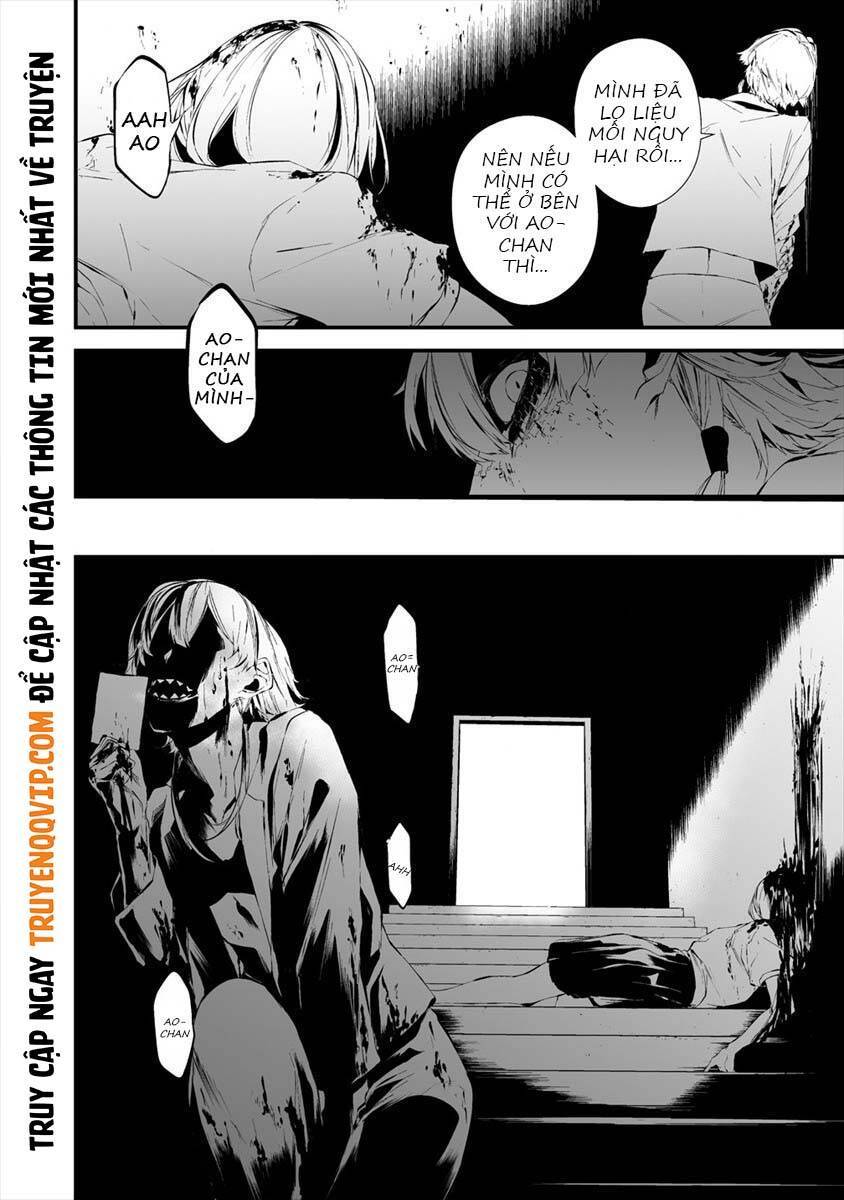 MÌNH ĐÃ
LO LIỆU
MỐI NGUY
HẠI RỒI...
NÊN NẾU
MÌNH CÓ
THỂ Ở BÊN
VỚI AO-
CHAN
THÌ...
AAH
AO
AO-
CHAN
CỦA
MÌNH-
AO=
CHAN
AHH
AO-
CHAN
TRUY CẬP NGAY TRUYENQQVIP.COM ĐỂ CẬP NHẬT CÁC THÔNG TIN MỚI NHẤT VỀ TRUYỆN